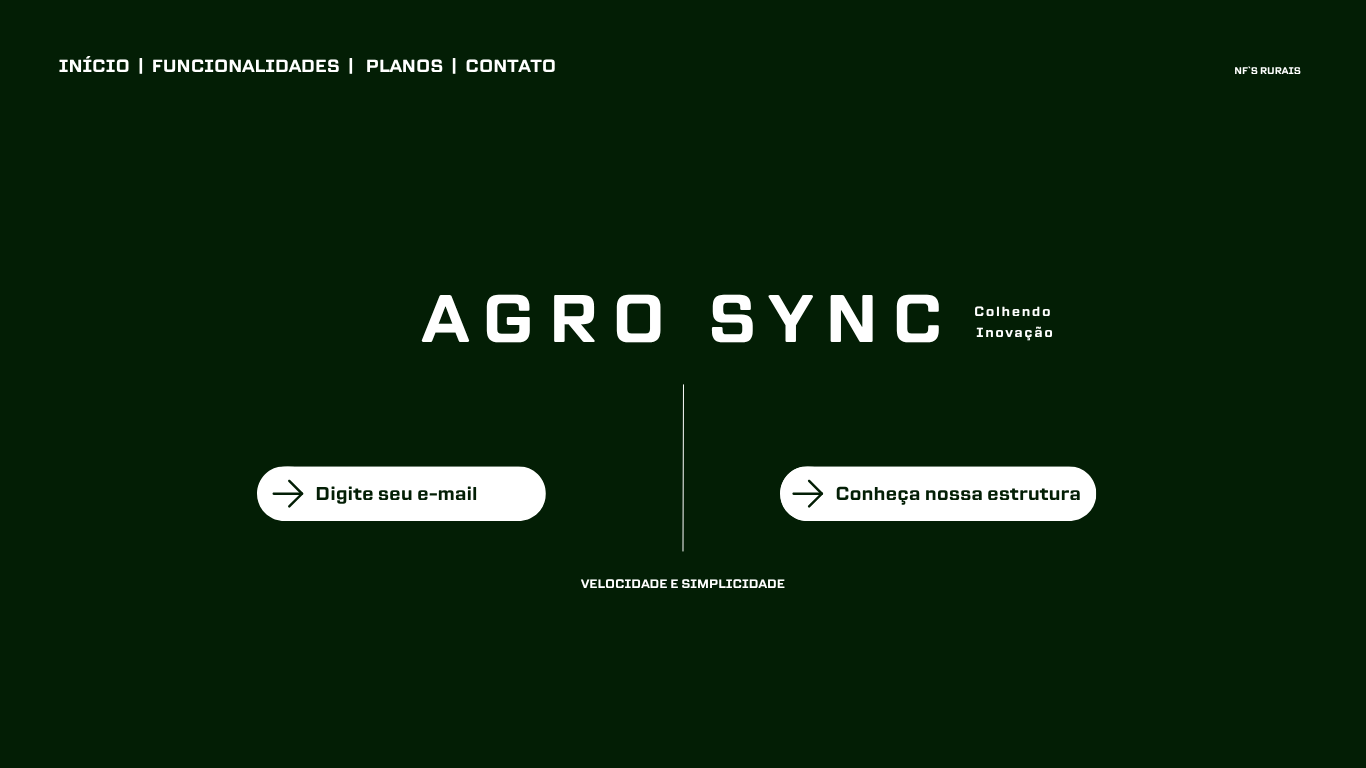 INÍCIO | FUNCIONALIDADES | PLANOS | CONTATO
NF'S RURAIS
AGRO SYNC
Colhendo
Inovação
Digite seu e-mail
Conheça nossa estrutura
VELOCIDADE E SIMPLICIDADE